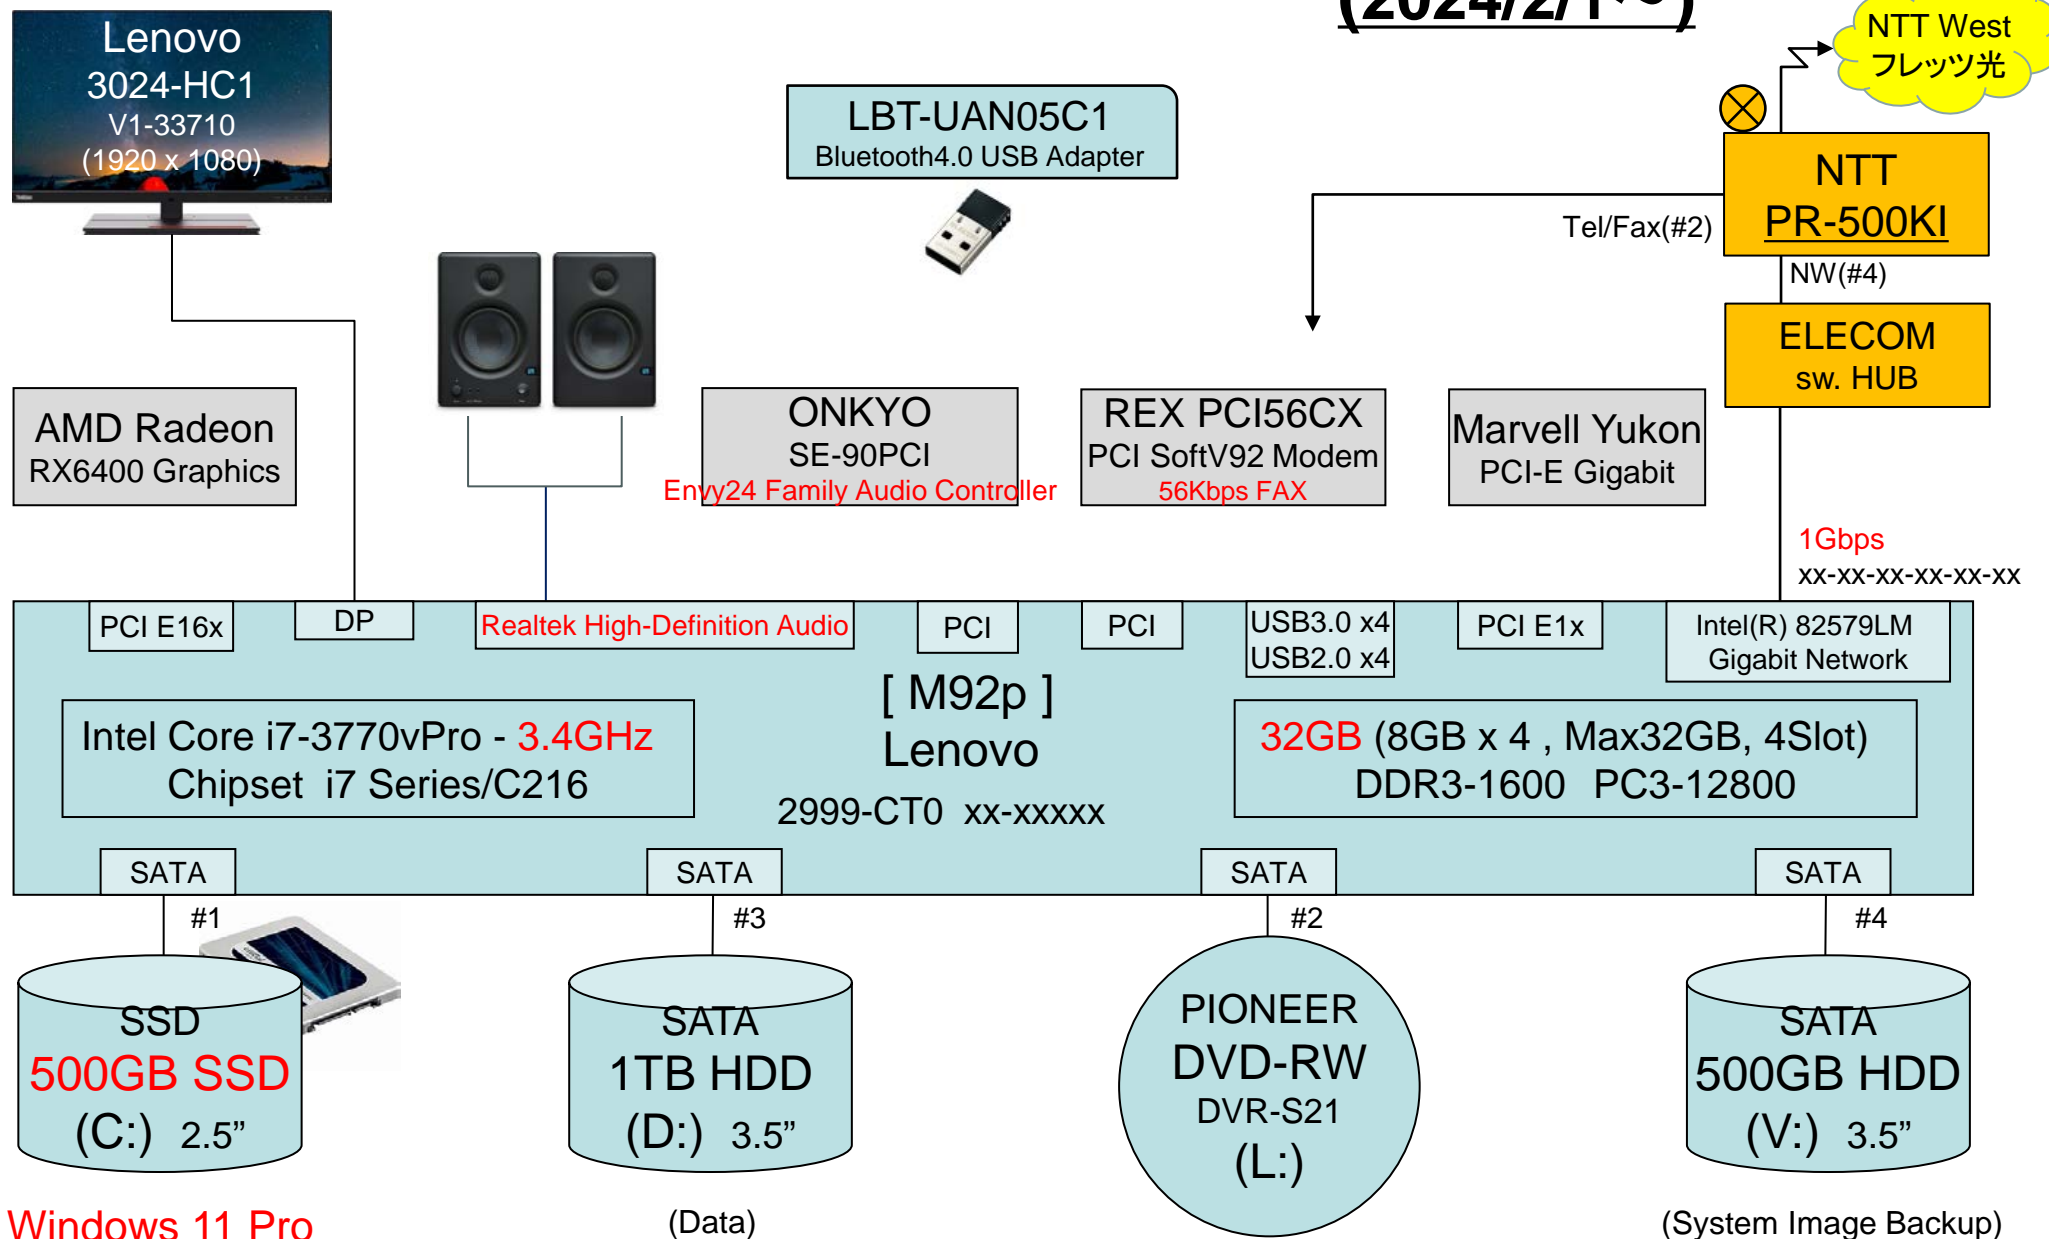 (2024/2/1~)
Lenovo
3024-HC1
V1-33710
(1920 x 1080)
LBT-UAN05C1
Bluetooth4.0 USB Adapter
NTT West
フレッツ光
NTT
PR-500KI
Tel/Fax(#2)
NW(#4)
ELECOM
sw. HUB
AMD Radeon
RX6400 Graphics
ONKYO
SE-90PCI
Envy24 Family Audio Controller
REX PCI56CX
PCI SoftV92 Modem
56Kbps FAX
Marvell Yukon
PCI-E Gigabit
1Gbps
xx-xx-xx-xx-xx-xx
PCI E16x
DP
Realtek High-Definition Audio
PCI
PCI
USB3.0 x4
USB2.0 x4
PCI E1x
Intel(R) 82579LM
Gigabit Network
[ M92p ]
Lenovo
2999-CT0 xx-xxxxx
Intel Core i7-3770vPro - 3.4GHz
Chipset i7 Series/C216
32GB (8GB x 4 , Max32GB, 4Slot)
DDR3-1600 PC3-12800
SATA
SATA
SATA
SATA
#1
#3
#2
#4
SSD
500GB SSD
(C:) 2.5”
SATA
1TB HDD
(D:) 3.5”
PIONEER
DVD-RW
DVR-S21
(L:)
SATA
500GB HDD
(V:) 3.5”
Windows 11 Pro
(Data)
(System Image Backup)